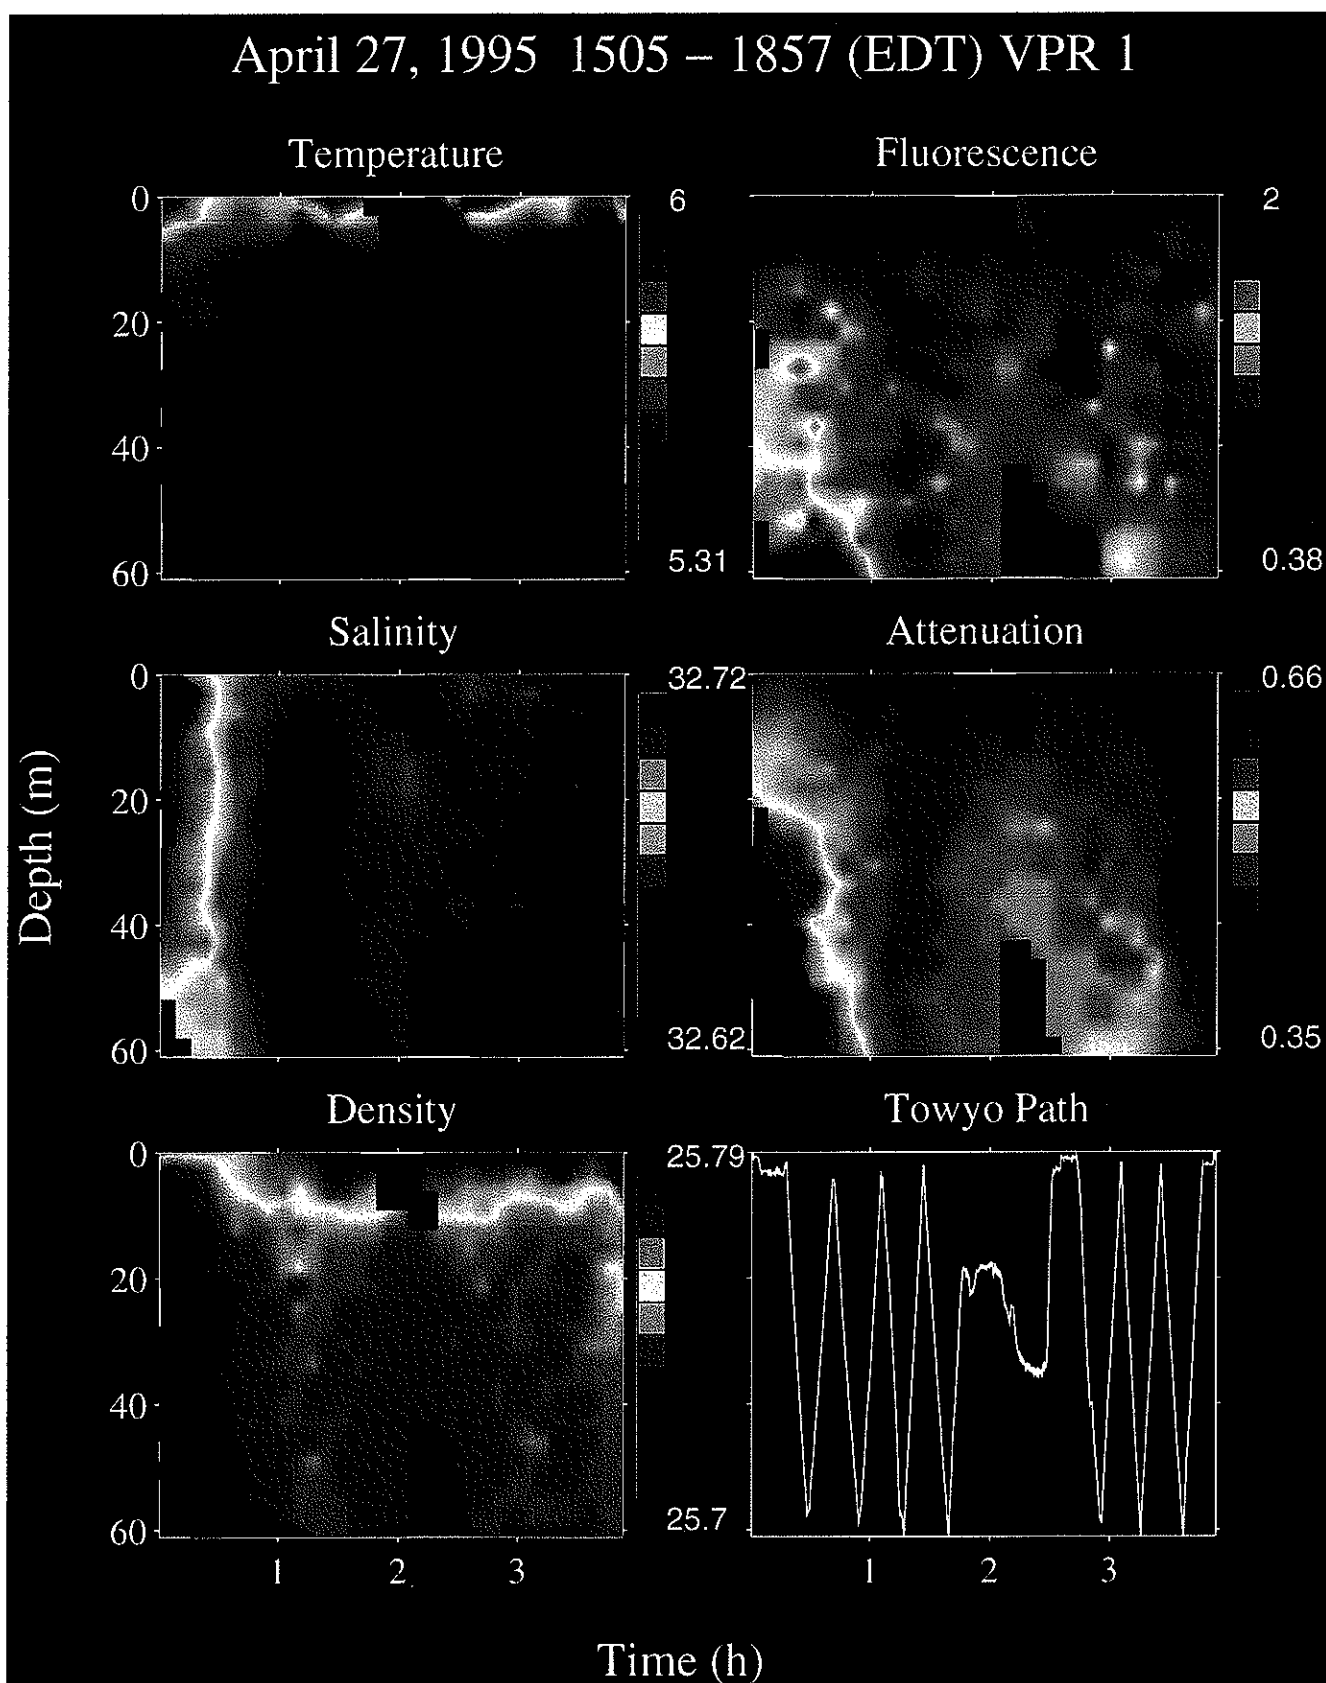 April 27, 1995 1505 – 1857 (EDT) VPR 1
Temperature
Fluorescence
0
20
40
60
6
5.31
2
0.38
Salinity
Attenuation
0
20
40
60
32.72
32.62
0.66
0.35
Depth (m)
Density
Towyo Path
0
20
40
60
25.79
25.7
1 2 3
1 2 3
Time (h)